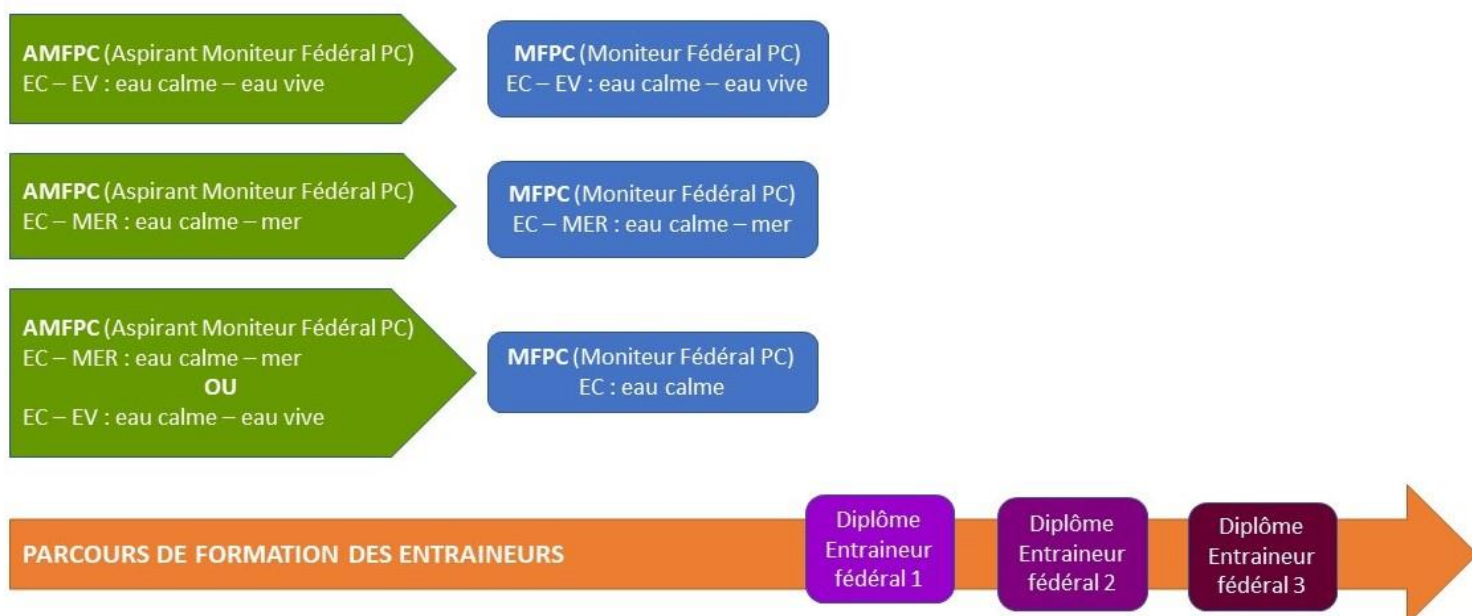 AMFPC (Aspirant Moniteur Fédéral PC)
EC – EV : eau calme – eau vive
MFPC (Moniteur Fédéral PC)
EC – EV : eau calme – eau vive
AMFPC (Aspirant Moniteur Fédéral PC)
EC – MER : eau calme – mer
MFPC (Moniteur Fédéral PC)
EC – MER : eau calme – mer
AMFPC (Aspirant Moniteur Fédéral PC)
EC – MER : eau calme – mer
OU
EC – EV : eau calme – eau vive
MFPC (Moniteur Fédéral PC)
EC : eau calme
PARCOURS DE FORMATION DES ENTRAINEURS
Diplôme
Entraineur
fédéral 1
Diplôme
Entraineur
fédéral 2
Diplôme
Entraineur
fédéral 3